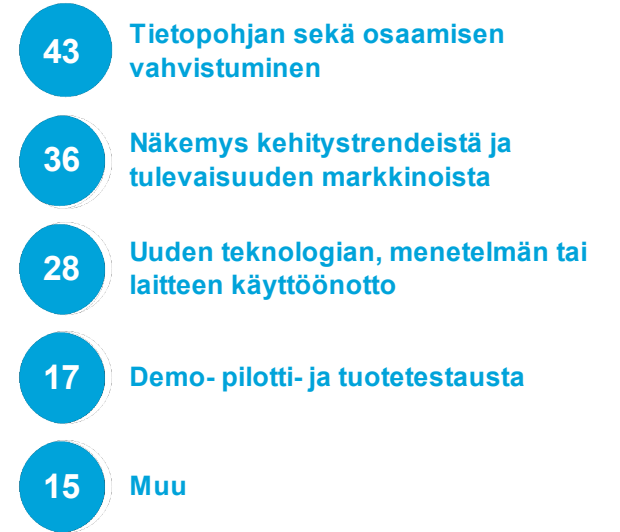 43
Tietopohjan sekä osaamisen
vahvistuminen
36
Näkemys kehitystrendeistä ja
tulevaisuuden markkinoista
28
Uuden teknologian, menetelmän tai
laitteen käyttöönotto
17
Demo- pilotti- ja tuotetestausta
15
Muu